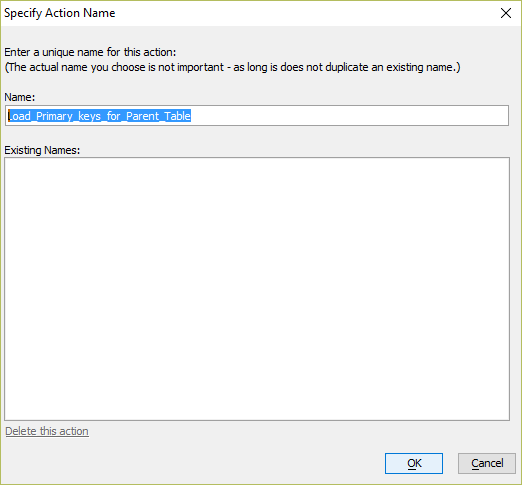 Specify Action Name
Enter a unique name for this action:
(The actual name you choose is not important - as long is does not duplicate an existing name.)
Name:
Load_Primary_keys_for_Parent_Table
Existing Names:
Delete this action
OK
Cancel